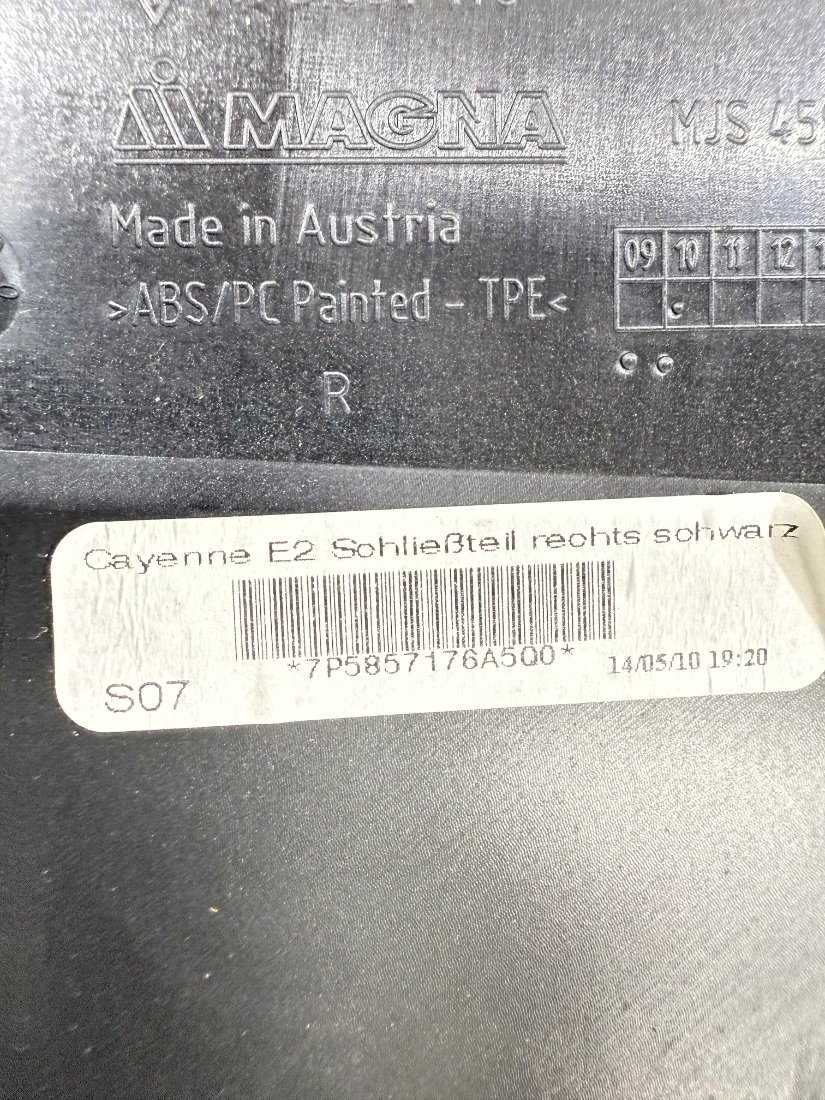 MAGNA
MJS 45
Made in Austria
09 10 11 12
>ABS/PC Painted - TPE<
R
Cayenne E2 Schließteil rechts schwarz
*7P5857176A5Q0*
14/05/10 19:20
S07